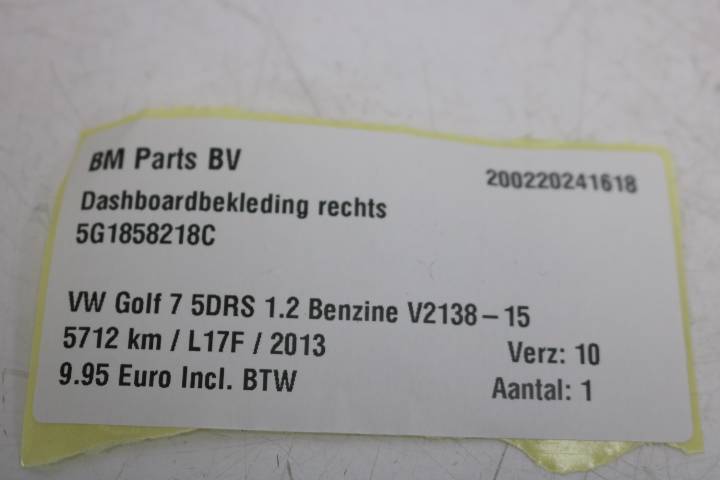 BM Parts BV
200220241618
Dashboardbekleding rechts
5G1858218C
VW Golf 7 5DRS 1.2 Benzine V2138-15
5712 km / L17F / 2013
Verz: 10
9.95 Euro Incl. BTW
Aantal: 1